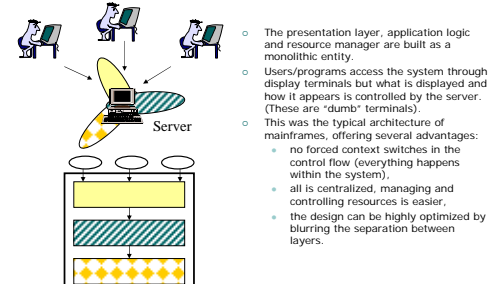 Server
The presentation layer, application logic
and resource manager are built as a
monolithic entity.
Users/programs access the system through
display terminals but what is displayed and
how it appears is controlled by the server.
(These are "dumb" terminals).
This was the typical architecture of
mainframes, offering several advantages:
no forced context switches in the
control flow (everything happens
within the system),
all is centralized, managing and
controlling resources is easier,
the design can be highly optimized by
blurring the separation between
layers.